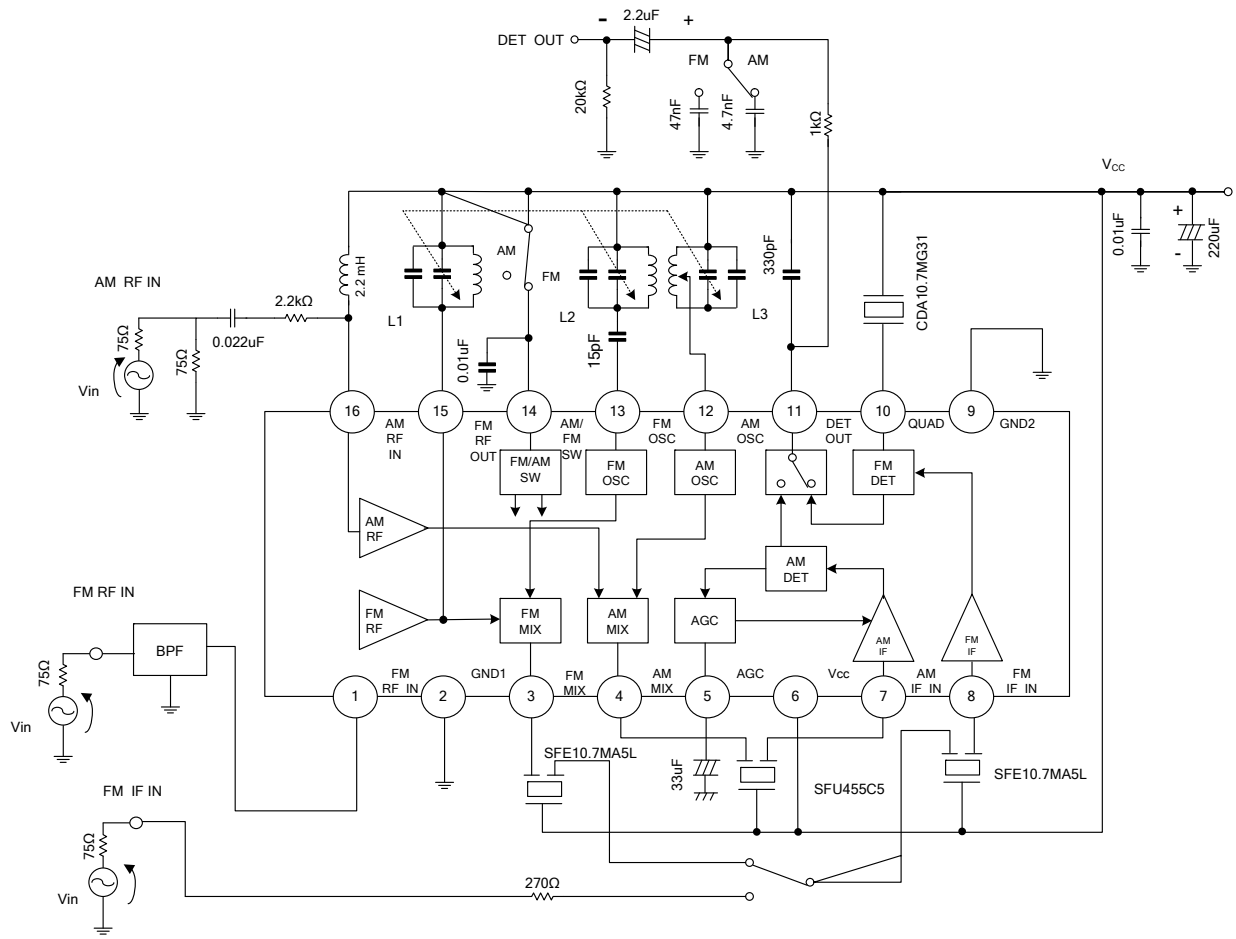 - 2.2uF +
DET OUT
FM AM
20kΩ
47nF
4.7nF
1kΩ
VCC
AM RF IN
2.2 mH
AM
FM
330pF
CDA10.7MG31
0.01uF
+
-
220uF
75Ω
75Ω
0.022uF
2.2kΩ
L1
L2
L3
Vin
0.01uF
15pF
16
15
14
13
12
11
10
9
AM RF IN
FM RF OUT
AM/FM SW
FM OSC
AM OSC
DET OUT
QUAD
GND2
FM/AM SW
FM OSC
AM OSC
FM DET
AM RF
AM DET
FM RF
FM MIX
AM MIX
AGC
AM IF
FM IF
FM RF IN
75Ω
BPF
Vin
1
2
3
4
5
6
7
8
FM RF IN
GND1
FM MIX
AM MIX
AGC
Vcc
AM IF IN
FM IF IN
SFE10.7MA5L
33uF
SFU455C5
SFE10.7MA5L
FM IF IN
75Ω
Vin
270Ω